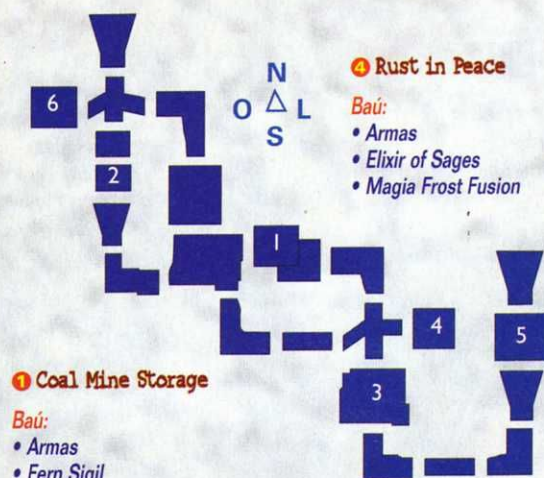 N
O L
S
6
2
1
4
3
5
4 Rust in Peace
Baú:
• Armas
• Elixir of Sages
• Magia Frost Fusion
1 Coal Mine Storage
Baú:
• Armas
• Fern Sigil